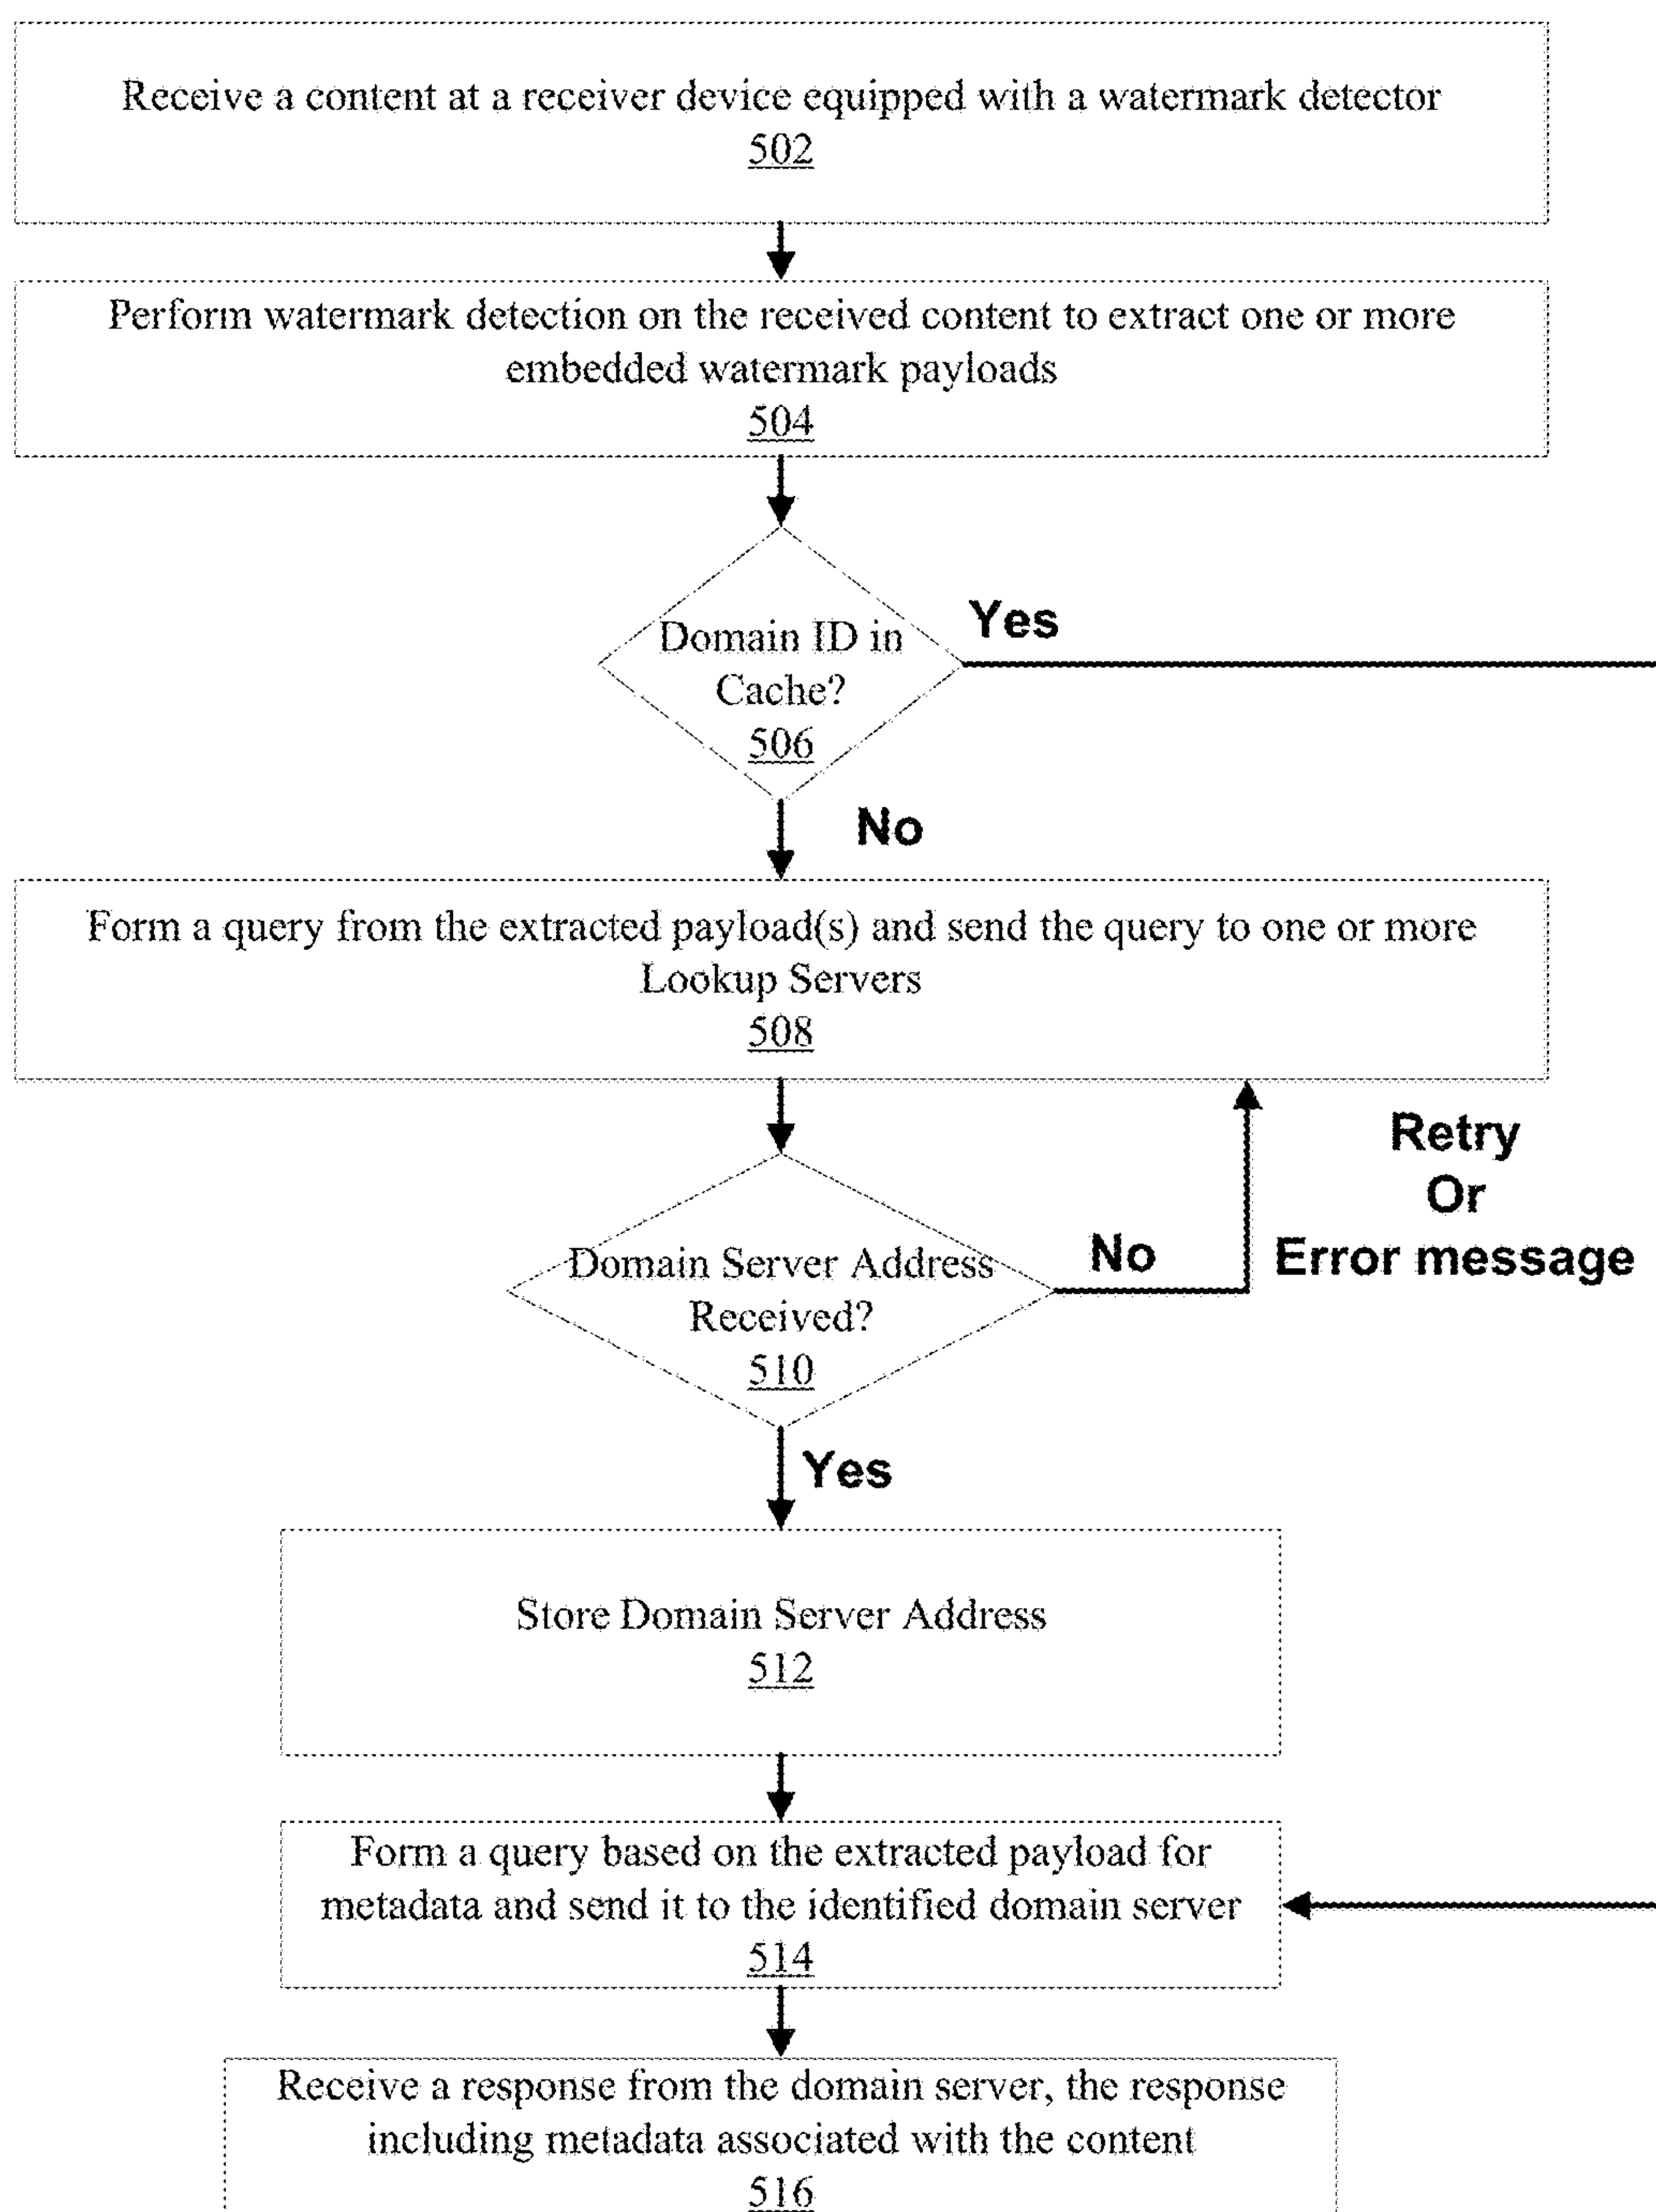 Receive a content at a receiver device equipped with a watermark detector
502
Perform watermark detection on the received content to extract one or more
embedded watermark payloads
504
Domain ID in
Cache?
506
Yes
No
Form a query from the extracted payload(s) and send the query to one or more
Lookup Servers
508
Domain Server Address
Received?
510
No
Retry
Or
Error message
Yes
Store Domain Server Address
512
Form a query based on the extracted payload for
metadata and send it to the identified domain server
514
Receive a response from the domain server, the response
including metadata associated with the content
516